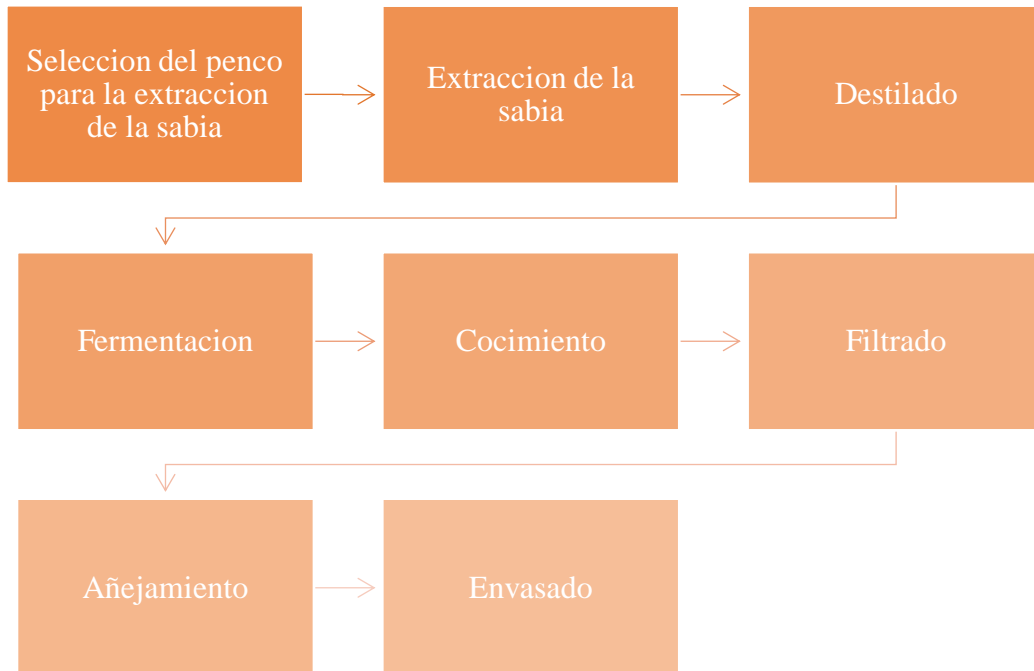 Seleccion del penco
para la extraccion
de la sabia
Extraccion de la
sabia
Destilado
Fermentacion
Cocimiento
Filtrado
Añejamiento
Envasado